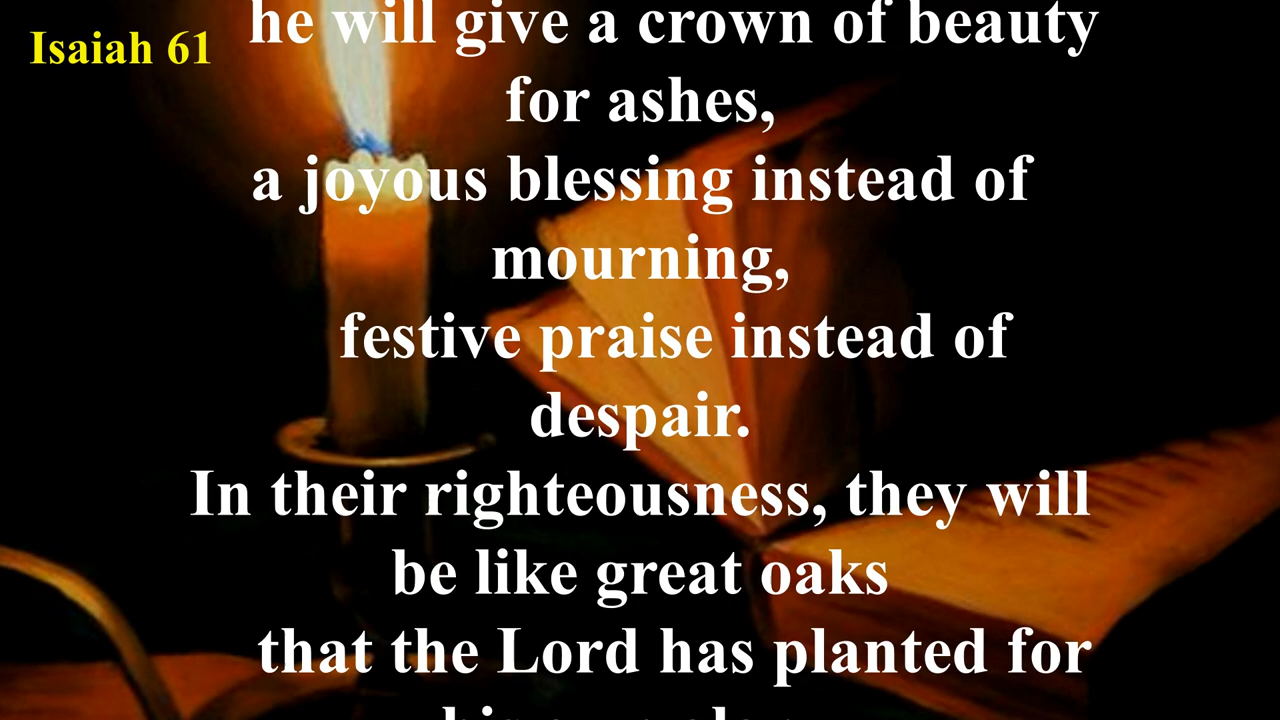 Isaiah 61
he will give a crown of beauty
for ashes,
a joyous blessing instead of
mourning,
festive praise instead of
despair.
In their righteousness, they will
be like great oaks
that the Lord has planted for